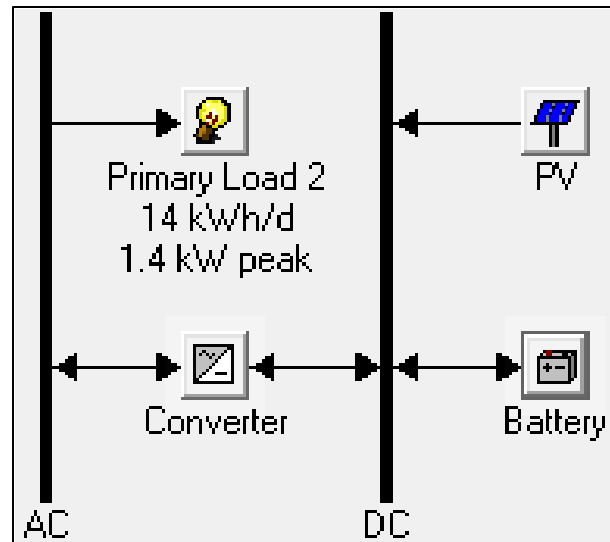 Primary Load 2
14 kWh/d
1.4 kW peak
PV
Converter
Battery
AC
DC